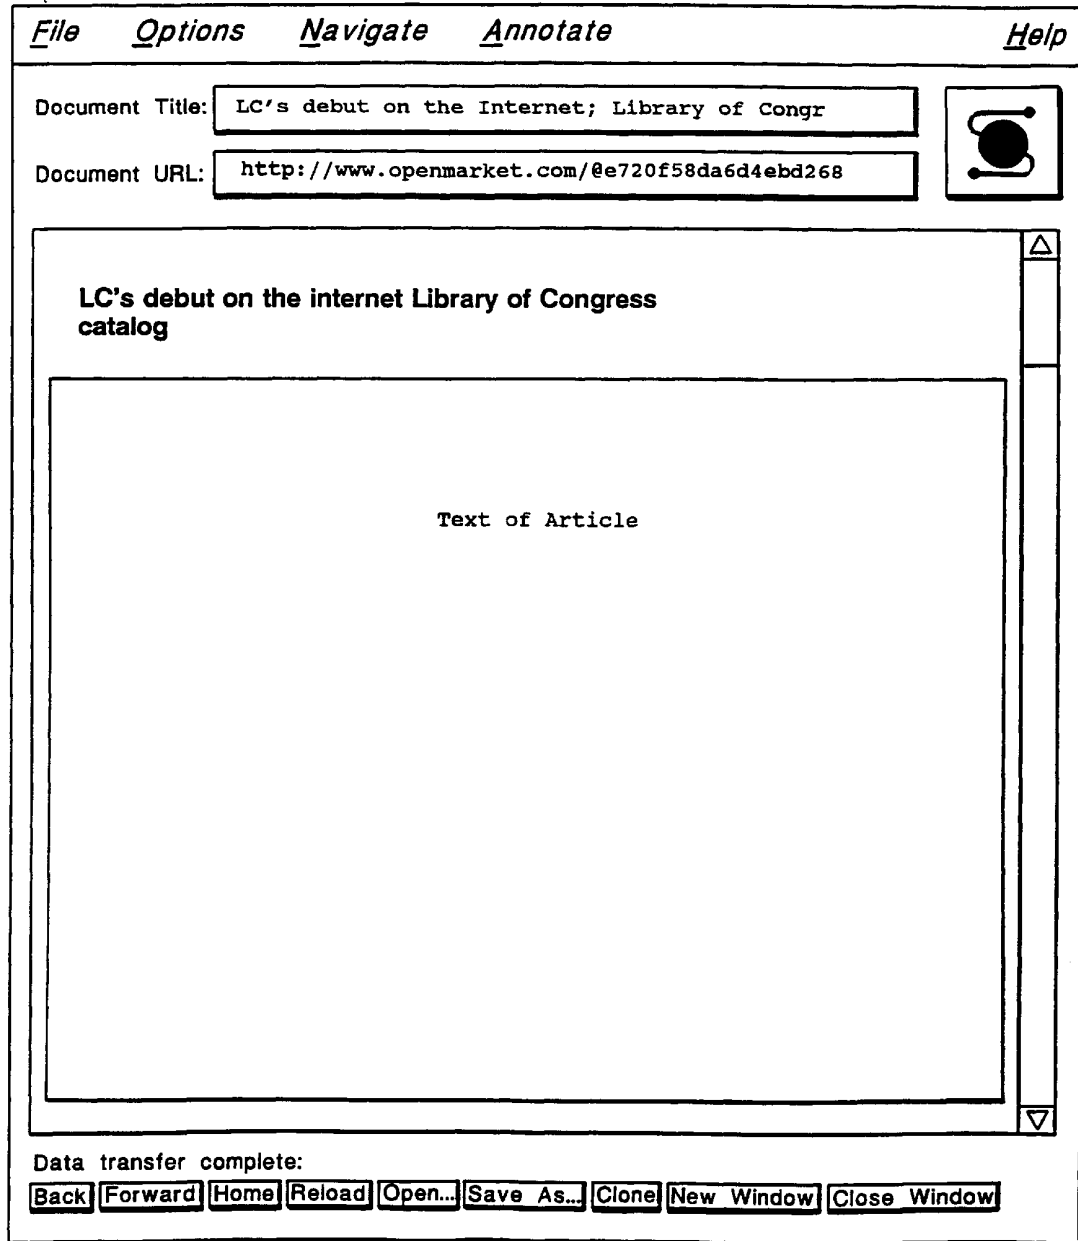 File Options Navigate Annotate Help
Document Title: LC's debut on the Internet; Library of Congr
Document URL: http://www.openmarket.com/@e720f58da6d4ebd268
LC's debut on the internet Library of Congress
catalog
Text of Article
Data transfer complete:
Back Forward Home Reload Open... Save As... Clone New Window Close Window